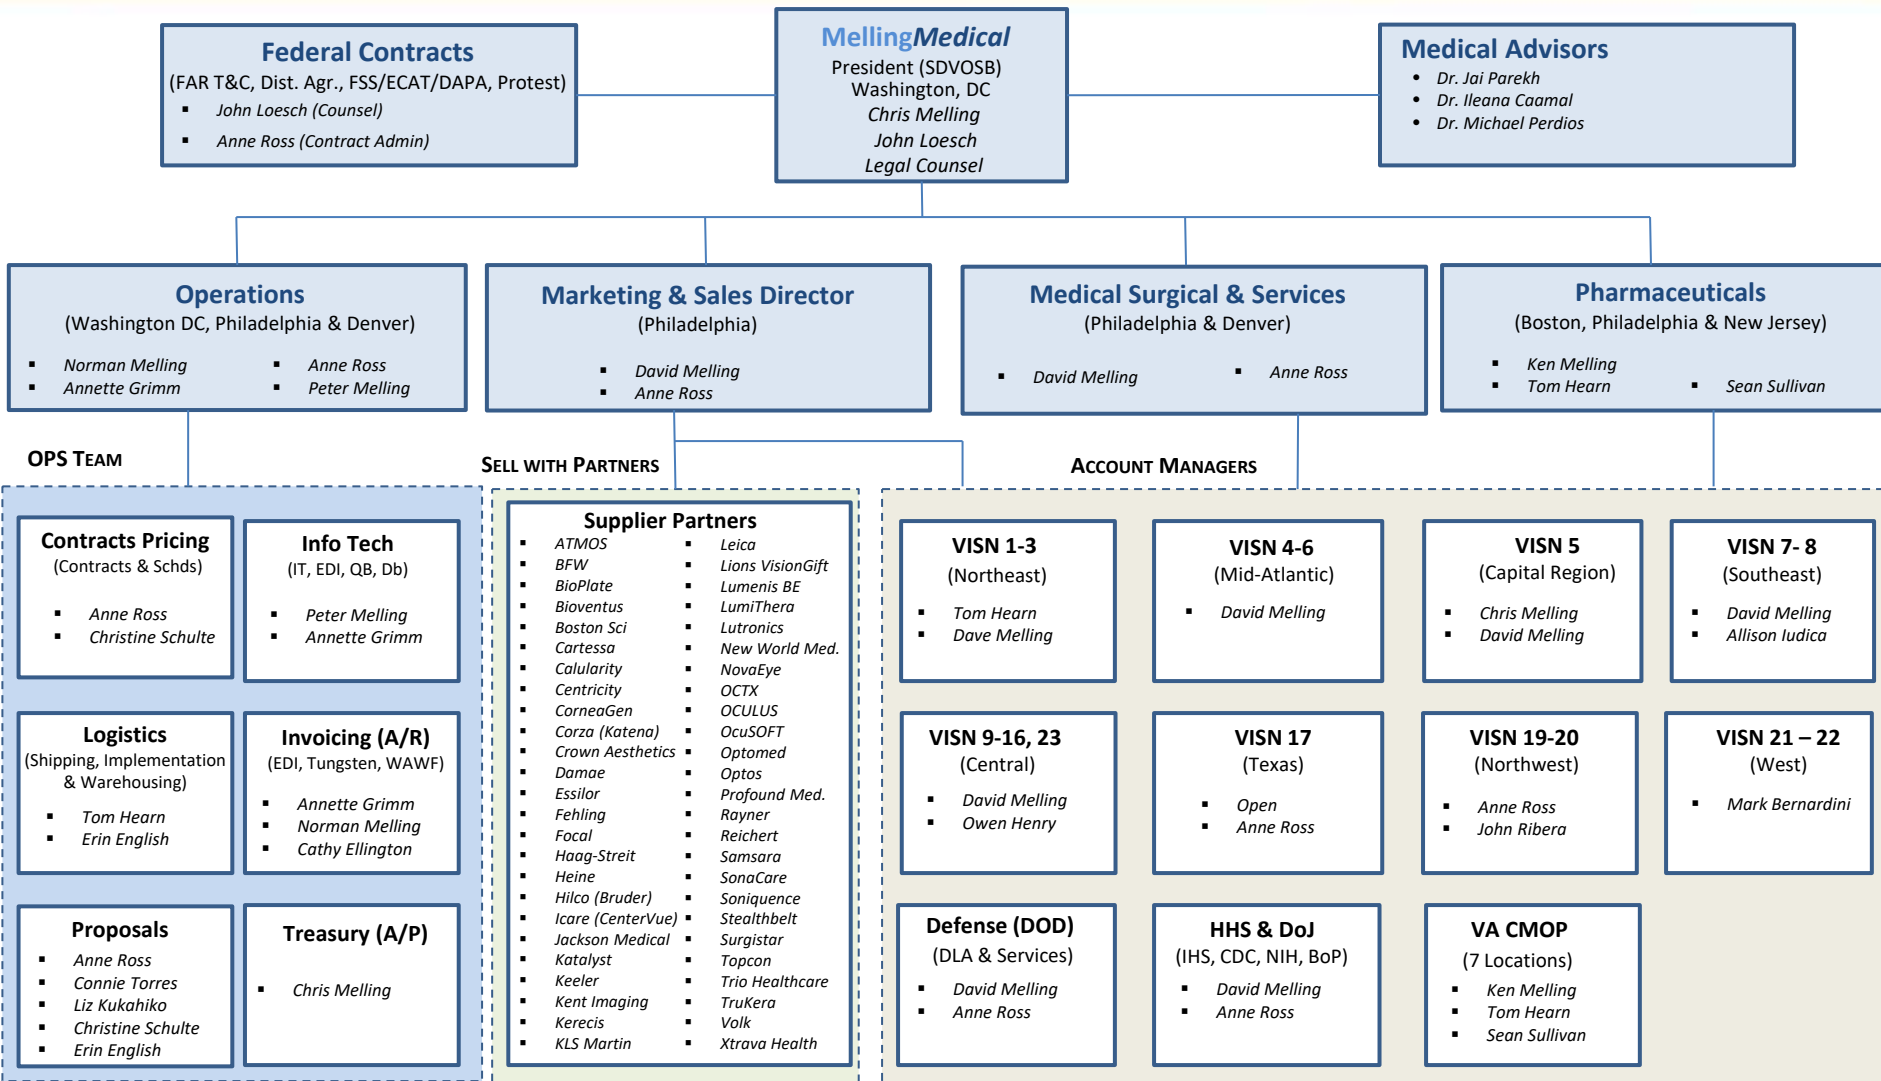 Federal Contracts
(FAR T&C, Dist. Agr., FSS/ECAT/DAPA, Protest)
▪ John Loesch (Counsel)
▪ Anne Ross (Contract Admin)
MellingMedical
President (SDVOSB)
Washington, DC
Chris Melling
John Loesch
Legal Counsel
Medical Advisors
• Dr. Jai Parekh
• Dr. Ileana Caamal
• Dr. Michael Perdios
Operations
(Washington DC, Philadelphia & Denver)
▪ Norman Melling
▪ Annette Grimm
▪ Anne Ross
▪ Peter Melling
Marketing & Sales Director
(Philadelphia)
▪ David Melling
▪ Anne Ross
Medical Surgical & Services
(Philadelphia & Denver)
▪ David Melling
▪ Anne Ross
Pharmaceuticals
(Boston, Philadelphia & New Jersey)
▪ Ken Melling
▪ Tom Hearn
▪ Sean Sullivan
OPS TEAM
Contracts Pricing
(Contracts & Schds)
▪ Anne Ross
▪ Christine Schulte
Info Tech
(IT, EDI, QB, Db)
▪ Peter Melling
▪ Annette Grimm
Logistics
(Shipping, Implementation
& Warehousing)
▪ Tom Hearn
▪ Erin English
Invoicing (A/R)
(EDI, Tungsten, WAWF)
▪ Annette Grimm
▪ Norman Melling
▪ Cathy Ellington
Proposals
▪ Anne Ross
▪ Connie Torres
▪ Liz Kukahiko
▪ Christine Schulte
▪ Erin English
Treasury (A/P)
▪ Chris Melling
SELL WITH PARTNERS
Supplier Partners
▪ ATMOS
▪ BFW
▪ BioPlate
▪ Bioventus
▪ Boston Sci
▪ Cartessa
▪ Calularity
▪ Centricity
▪ CorneaGen
▪ Corza (Katena)
▪ Crown Aesthetics
▪ Damae
▪ Essilor
▪ Fehling
▪ Focal
▪ Haag-Streit
▪ Heine
▪ Hilco (Bruder)
▪ Icare (CenterVue)
▪ Jackson Medical
▪ Katalyst
▪ Keeler
▪ Kent Imaging
▪ Kerecis
▪ KLS Martin
▪ Leica
▪ Lions VisionGift
▪ Lumenis BE
▪ LumiThera
▪ Lutronics
▪ New World Med.
▪ NovaEye
▪ OCTX
▪ OCULUS
▪ OcuSOFT
▪ Optomed
▪ Optos
▪ Profound Med.
▪ Rayner
▪ Reichert
▪ Samsara
▪ SonaCare
▪ Soniquence
▪ Stealthbelt
▪ Surgistar
▪ Topcon
▪ Trio Healthcare
▪ TruKera
▪ Volk
▪ Xtrava Health
ACCOUNT MANAGERS
VISN 1-3
(Northeast)
▪ Tom Hearn
▪ Dave Melling
VISN 4-6
(Mid-Atlantic)
▪ David Melling
VISN 5
(Capital Region)
▪ Chris Melling
▪ David Melling
VISN 7- 8
(Southeast)
▪ David Melling
▪ Allison Iudica
VISN 9-16, 23
(Central)
▪ David Melling
▪ Owen Henry
VISN 17
(Texas)
▪ Open
▪ Anne Ross
VISN 19-20
(Northwest)
▪ Anne Ross
▪ John Ribera
VISN 21 – 22
(West)
▪ Mark Bernardini
Defense (DOD)
(DLA & Services)
▪ David Melling
▪ Anne Ross
HHS & DoJ
(IHS, CDC, NIH, BoP)
▪ David Melling
▪ Anne Ross
VA CMOP
(7 Locations)
▪ Ken Melling
▪ Tom Hearn
▪ Sean Sullivan